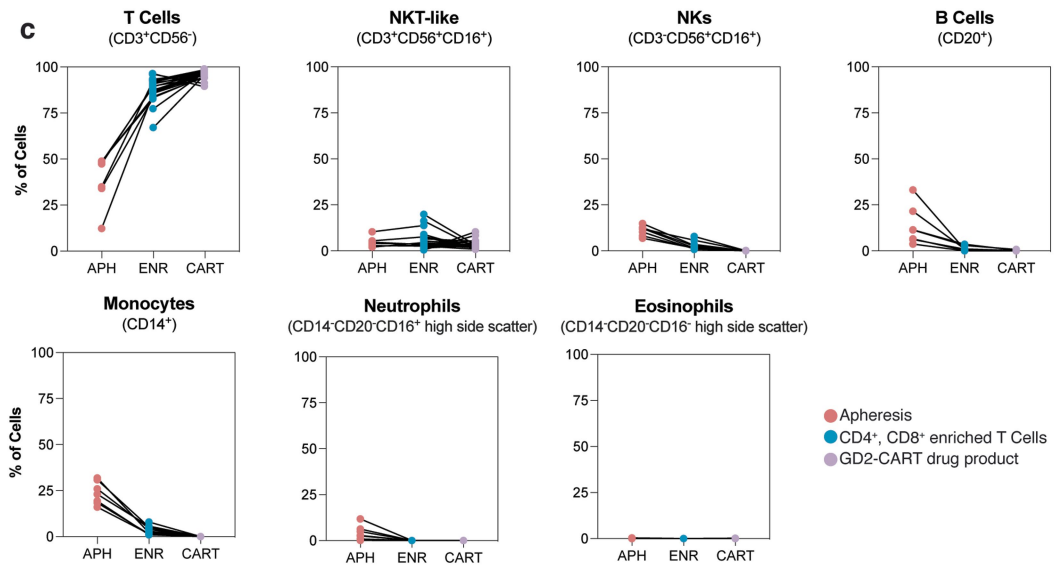 c
T Cells
(CD3⁺CD56⁻)
NKT-like
(CD3⁺CD56⁺CD16⁺)
NKs
(CD3⁻CD56⁺CD16⁺)
B Cells
(CD20⁺)
% of Cells
100
75
50
25
0
APH ENR CART
100
75
50
25
0
APH ENR CART
100
75
50
25
0
APH ENR CART
100
75
50
25
0
APH ENR CART
Monocytes
(CD14⁺)
Neutrophils
(CD14⁻CD20⁻CD16⁺ high side scatter)
Eosinophils
(CD14⁻CD20⁻CD16⁻ high side scatter)
% of Cells
100
75
50
25
0
APH ENR CART
100
75
50
25
0
APH ENR CART
100
75
50
25
0
APH ENR CART
Apheresis
CD4⁺, CD8⁺ enriched T Cells
GD2-CART drug product